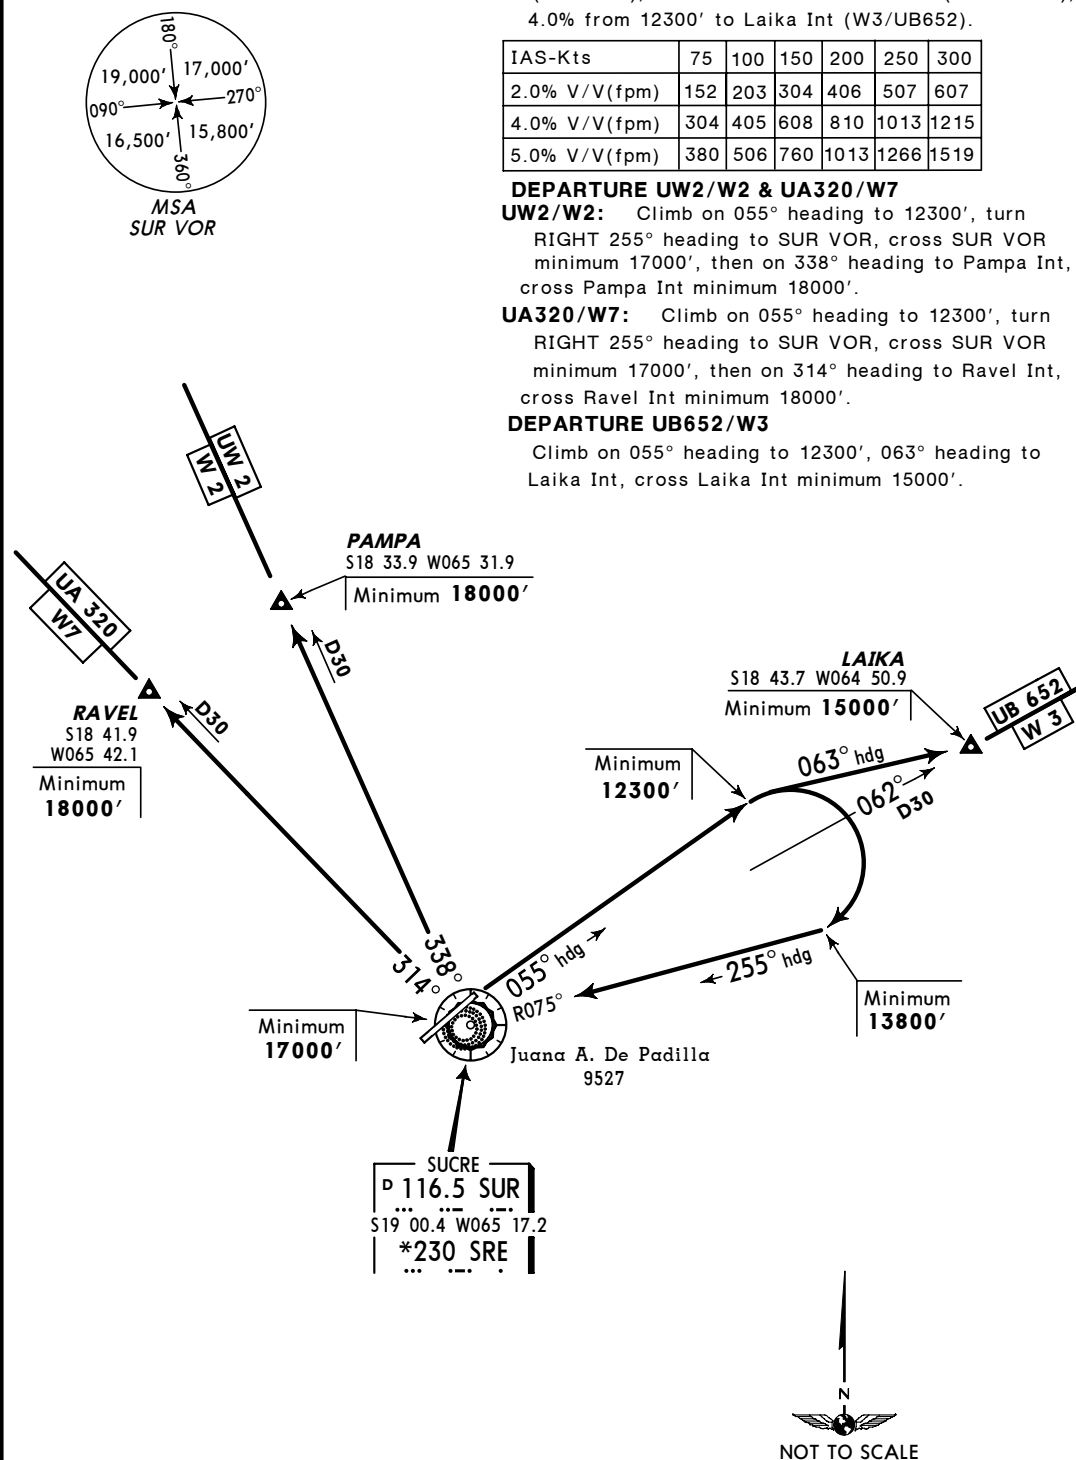 4.0% from 12300' to Laika Int (W3/UB652).
IAS-Kts 75 100 150 200 250 300
2.0% V/V(fpm) 152 203 304 406 507 607
4.0% V/V(fpm) 304 405 608 810 1013 1215
5.0% V/V(fpm) 380 506 760 1013 1266 1519
180°
19,000' 17,000'
090° 270°
16,500' 15,800'
360°
MSA
SUR VOR
DEPARTURE UW2/W2 & UA320/W7
UW2/W2: Climb on 055° heading to 12300', turn
RIGHT 255° heading to SUR VOR, cross SUR VOR
minimum 17000', then on 338° heading to Pampa Int,
cross Pampa Int minimum 18000'.
UA320/W7: Climb on 055° heading to 12300', turn
RIGHT 255° heading to SUR VOR, cross SUR VOR
minimum 17000', then on 314° heading to Ravel Int,
cross Ravel Int minimum 18000'.
DEPARTURE UB652/W3
Climb on 055° heading to 12300', 063° heading to
Laika Int, cross Laika Int minimum 15000'.
UW 2
W 2
PAMPA
S18 33.9 W065 31.9
Minimum 18000'
D30
UA 320
W7
RAVEL
S18 41.9
W065 42.1
Minimum
18000'
D30
LAIKA
S18 43.7 W064 50.9
Minimum 15000'
UB 652
W 3
Minimum
12300'
063° hdg
062°
D30
338°
314°
055° hdg
255° hdg
R075°
Minimum
13800'
Minimum
17000'
Juana A. De Padilla
9527
SUCRE
D 116.5 SUR
S19 00.4 W065 17.2
*230 SRE
N
NOT TO SCALE